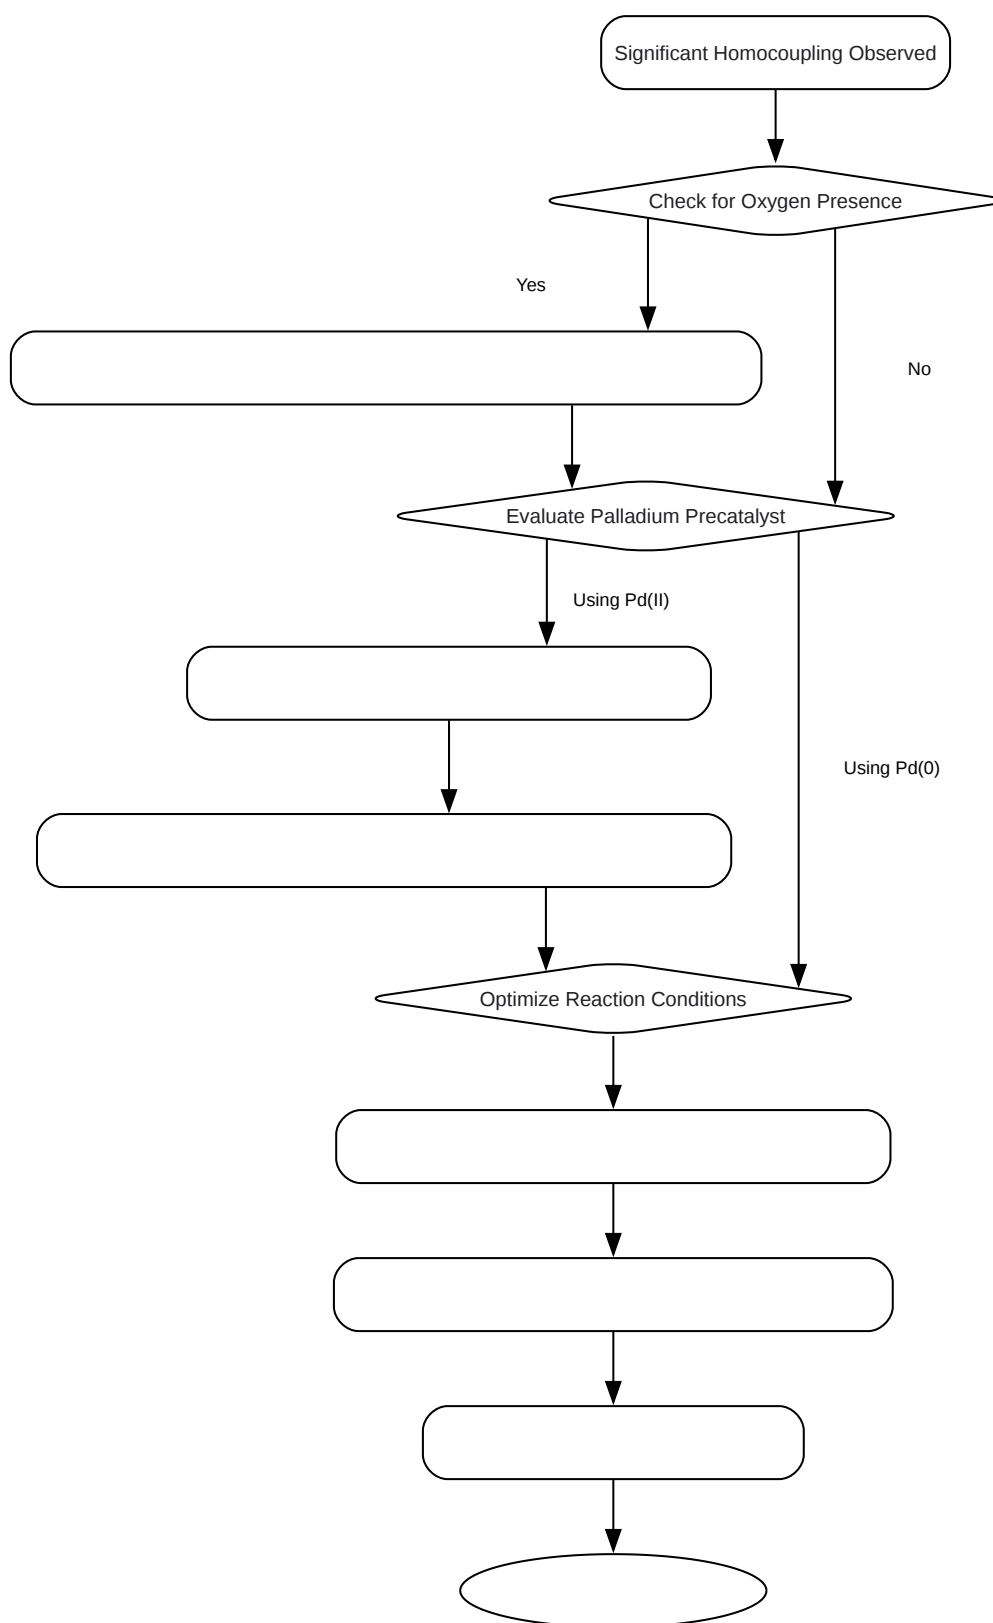 Significant Homocoupling Observed
Check for Oxygen Presence
Yes
No
Evaluate Palladium Precatalyst
Using Pd(II)
Using Pd(0)
Optimize Reaction Conditions